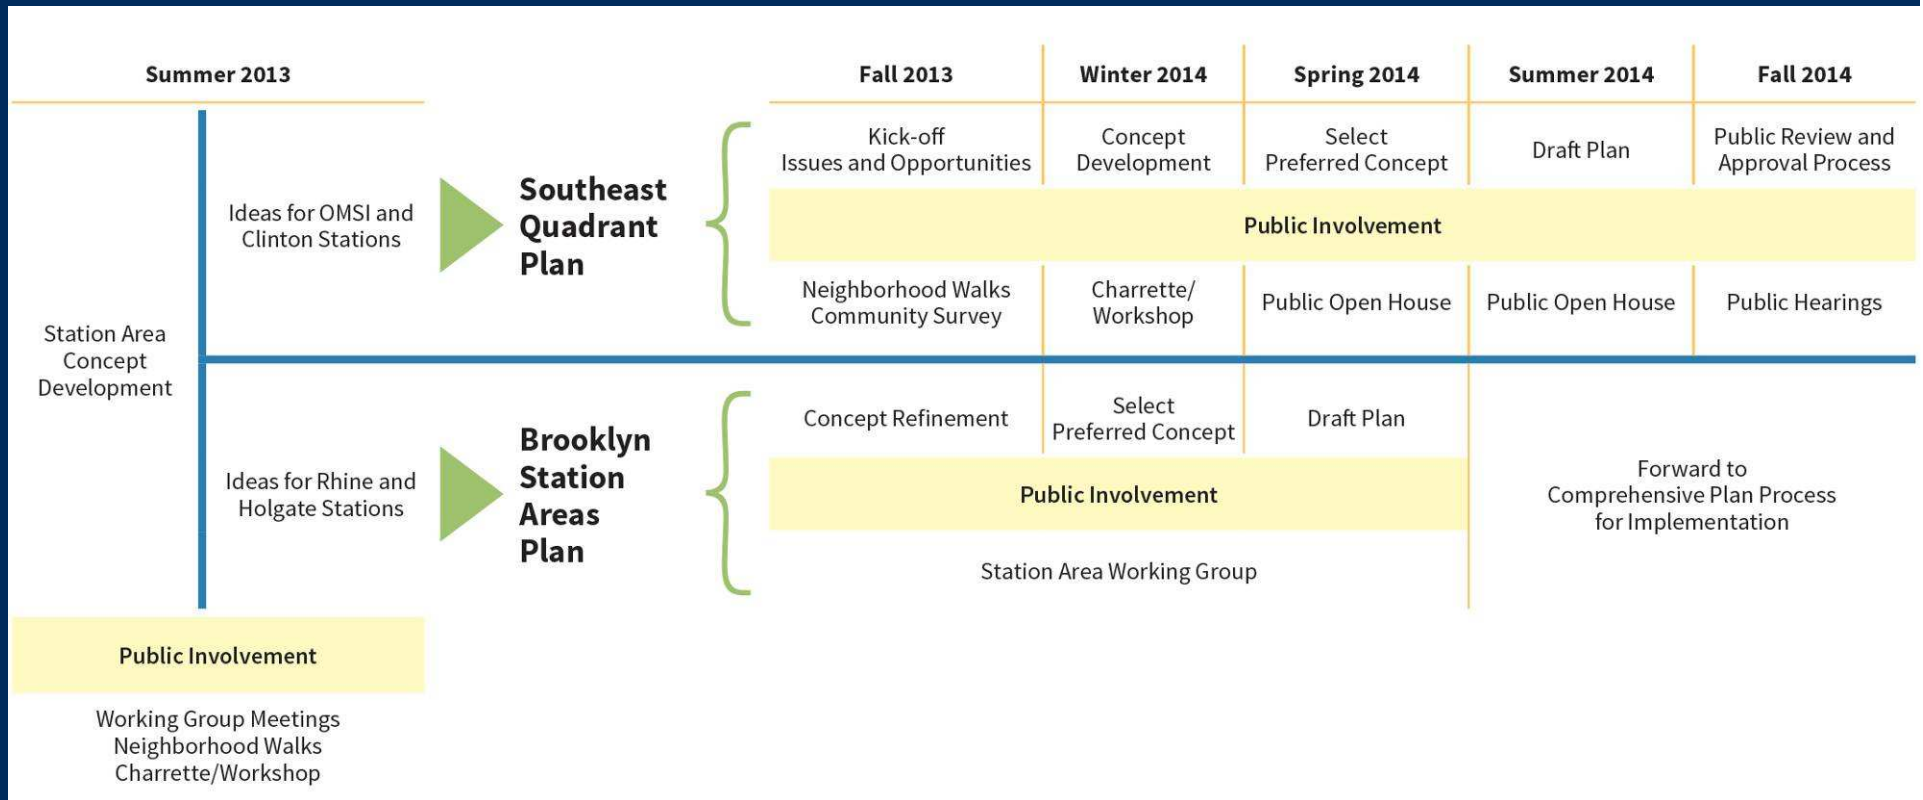 Summer 2013
Fall 2013
Winter 2014
Spring 2014
Summer 2014
Fall 2014
Station Area
Concept
Development
Ideas for OMSI and
Clinton Stations
Southeast
Quadrant
Plan
Kick-off
Issues and Opportunities
Concept
Development
Select
Preferred Concept
Draft Plan
Public Review and
Approval Process
Public Involvement
Neighborhood Walks
Community Survey
Charrette/
Workshop
Public Open House
Public Open House
Public Hearings
Ideas for Rhine and
Holgate Stations
Brooklyn
Station
Areas
Plan
Concept Refinement
Select
Preferred Concept
Draft Plan
Public Involvement
Station Area Working Group
Forward to
Comprehensive Plan Process
for Implementation
Public Involvement
Working Group Meetings
Neighborhood Walks
Charrette/Workshop